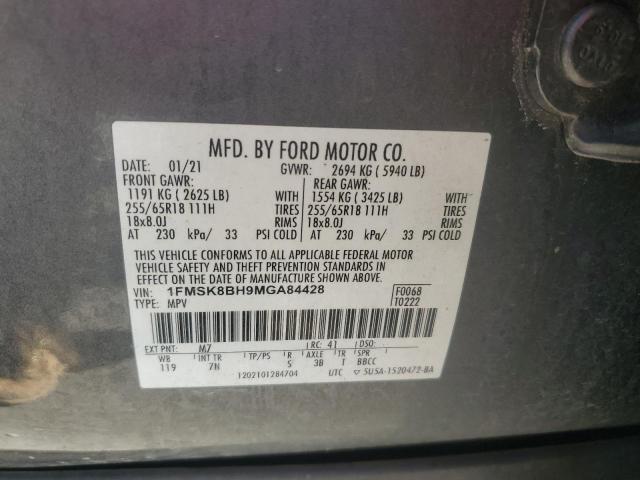 MFD. BY FORD MOTOR CO.
DATE: 01/21 GVWR: 2694 KG ( 5940 LB)
FRONT GAWR: REAR GAWR:
1191 KG ( 2625 LB) WITH 1554 KG ( 3425 LB) WITH
255/65R18 111H TIRES 255/65R18 111H TIRES
18x8.0J RIMS 18x8.0J RIMS
AT 230 kPa/ 33 PSI COLD AT 230 kPa/ 33 PSI COLD
THIS VEHICLE CONFORMS TO ALL APPLICABLE FEDERAL MOTOR
VEHICLE SAFETY AND THEFT PREVENTION STANDARDS IN
EFFECT ON THE DATE OF MANUFACTURE SHOWN ABOVE.
VIN: 1FMSK8BH9MGA84428 F0068
TYPE: MPV T0222
EXT PNT: M7 RC: 41 DSO:
WB INT TR TP/PS R AXLE TR SPR
119 7N S 3B T BBCC
1202101284704 UTC ▽ 5U5A-1520472-BA